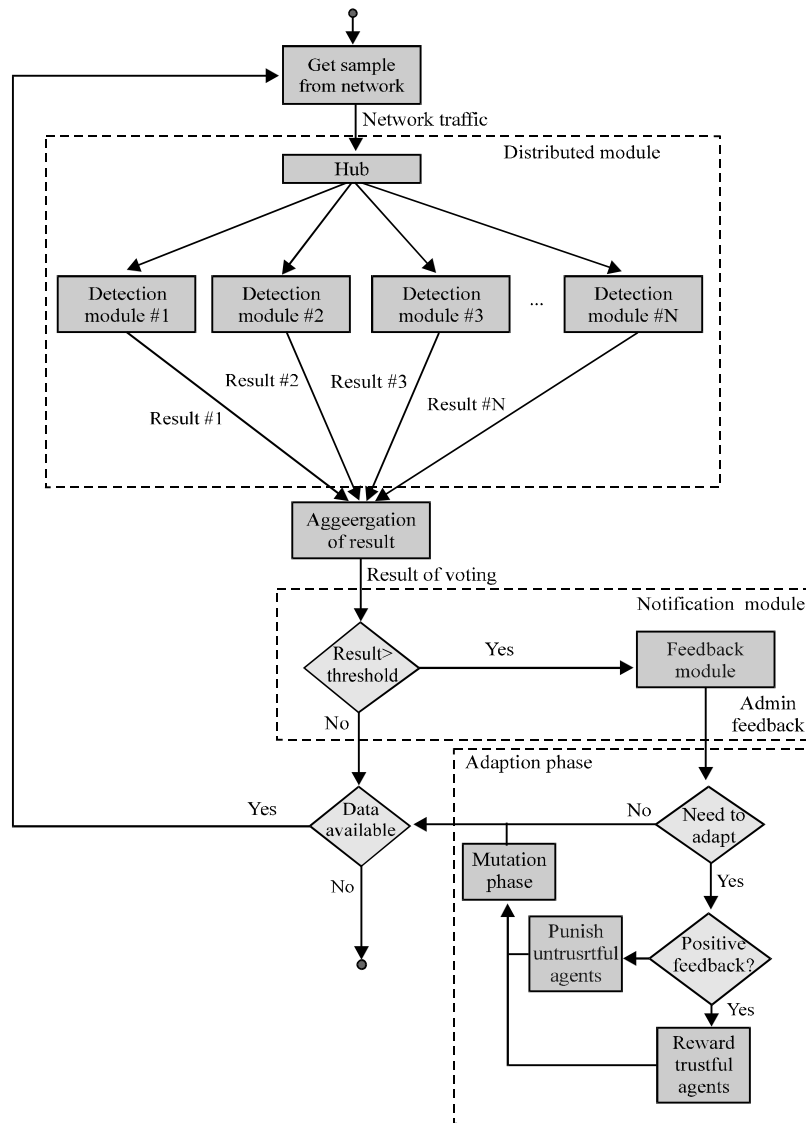 Get sample
from network
Network traffic
Distributed module
Hub
Detection
module #1
Detection
module #2
Detection
module #3
...
Detection
module #N
Result #1
Result #2
Result #3
Result #N
Aggeergation
of result
Result of voting
Notification module
Result>
threshold
Yes
Feedback
module
No
Admin
feedback
Adaption phase
Yes
Data
available
No
Need to
adapt
Mutation
phase
Yes
No
Punish
untrusrtful
agents
Positive
feedback?
Yes
Reward
trustful
agents